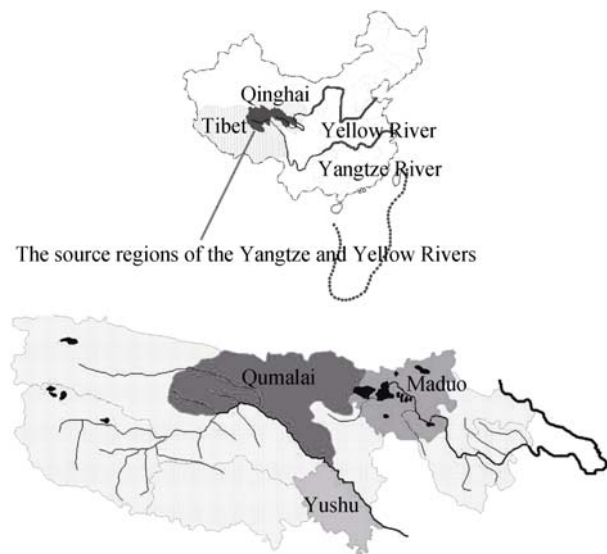 Qinghai
Tibet
Yellow River
Yangtze River
The source regions of the Yangtze and Yellow Rivers
Qumalai
Maduo
Yushu